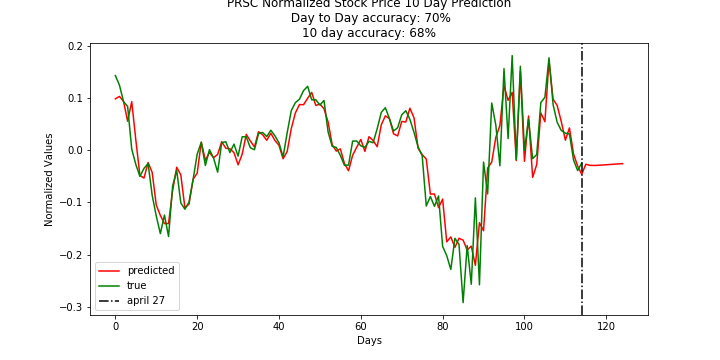 PRSC Normalized Stock Price 10 Day Prediction
Day to Day accuracy: 70%
10 day accuracy: 68%
0.2
0.1
0.0
−0.1
−0.2
−0.3
Normalized Values
predicted
true
april 27
0 20 40 60 80 100 120
Days